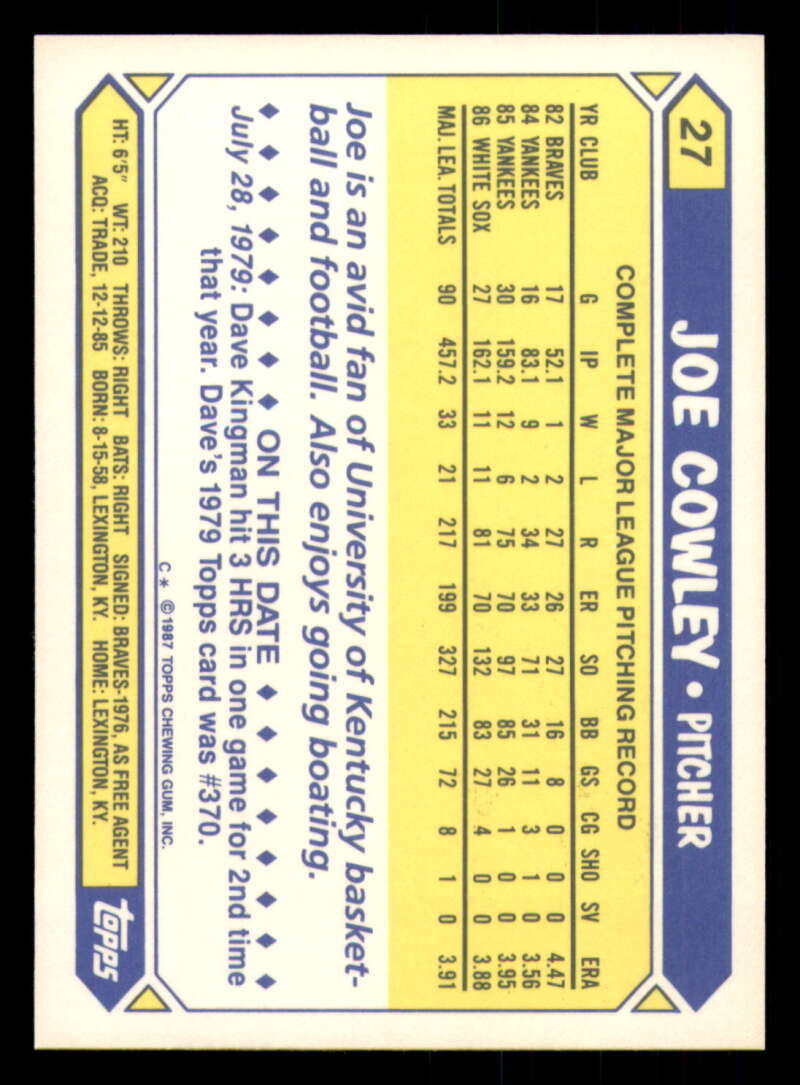 27 JOE COWLEY • PITCHER
COMPLETE MAJOR LEAGUE PITCHING RECORD
YR CLUB G IP W L R ER SO BB GS CG SHO SV ERA
82 BRAVES 17 52.1 1 2 27 26 27 16 8 0 0 0 4.47
84 YANKEES 16 83.1 9 2 34 33 71 31 11 3 1 0 3.56
85 YANKEES 30 159.2 12 6 75 70 97 85 26 1 0 0 3.95
86 WHITE SOX 27 162.1 11 11 81 70 132 83 27 4 0 0 3.88
MAJ. LEA. TOTALS 90 457.2 33 21 217 199 327 215 72 8 1 0 3.91
Joe is an avid fan of University of Kentucky basket-
ball and football. Also enjoys going boating.
♦ ♦ ♦ ♦ ♦ ♦ ♦ ♦ ON THIS DATE ♦ ♦ ♦ ♦ ♦ ♦ ♦ ♦
July 28, 1979: Dave Kingman hit 3 HRS in one game for 2nd time
that year. Dave's 1979 Topps card was #370.
C * ©1987 TOPPS CHEWING GUM, INC.
HT: 6'5" WT: 210 THROWS: RIGHT BATS: RIGHT SIGNED: BRAVES-1976, AS FREE AGENT
ACQ: TRADE, 12-12-85 BORN: 8-15-58, LEXINGTON, KY. HOME: LEXINGTON, KY.
topps